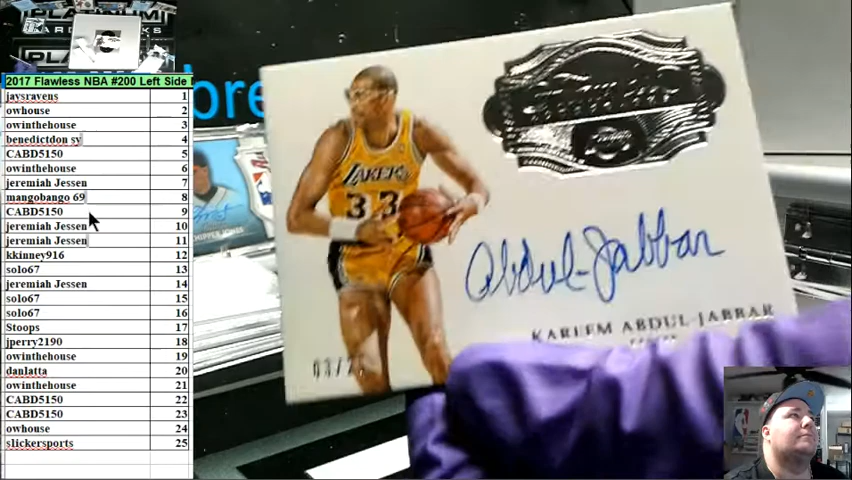 2017 Flawless NBA #200 Left Side
jaysravens 1
owhouse 2
owinthehouse 3
benedictdon sy 4
CABD5150 5
owinthehouse 6
jeremiah Jessen 7
mangobango 69 8
CABD5150 9
jeremiah Jessen 10
jeremiah Jessen 11
kkinney916 12
solo67 13
jeremiah Jessen 14
solo67 15
solo67 16
Stoops 17
jperry2190 18
owinthehouse 19
danlatta 20
owinthehouse 21
CABD5150 22
CABD5150 23
owhouse 24
slickersports 25
bre
CHIPPER JONES
LAKERS
33
Abdul-Jabbar
KAREEM ABDUL-JABBAR